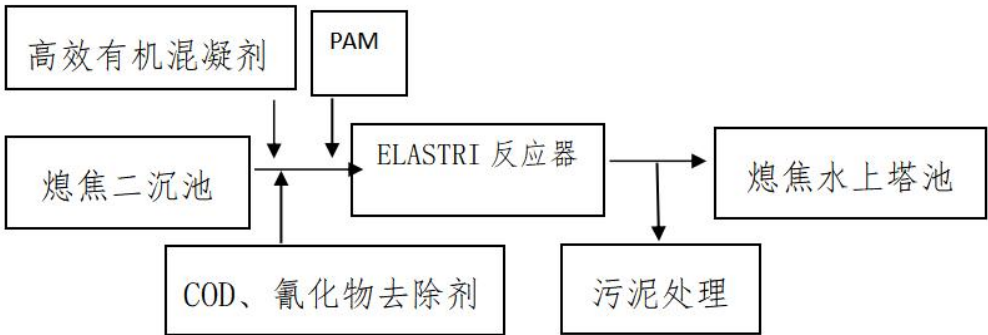 高效有机混凝剂
PAM
熄焦二沉池
ELASTRI 反应器
熄焦水上塔池
COD、氰化物去除剂
污泥处理